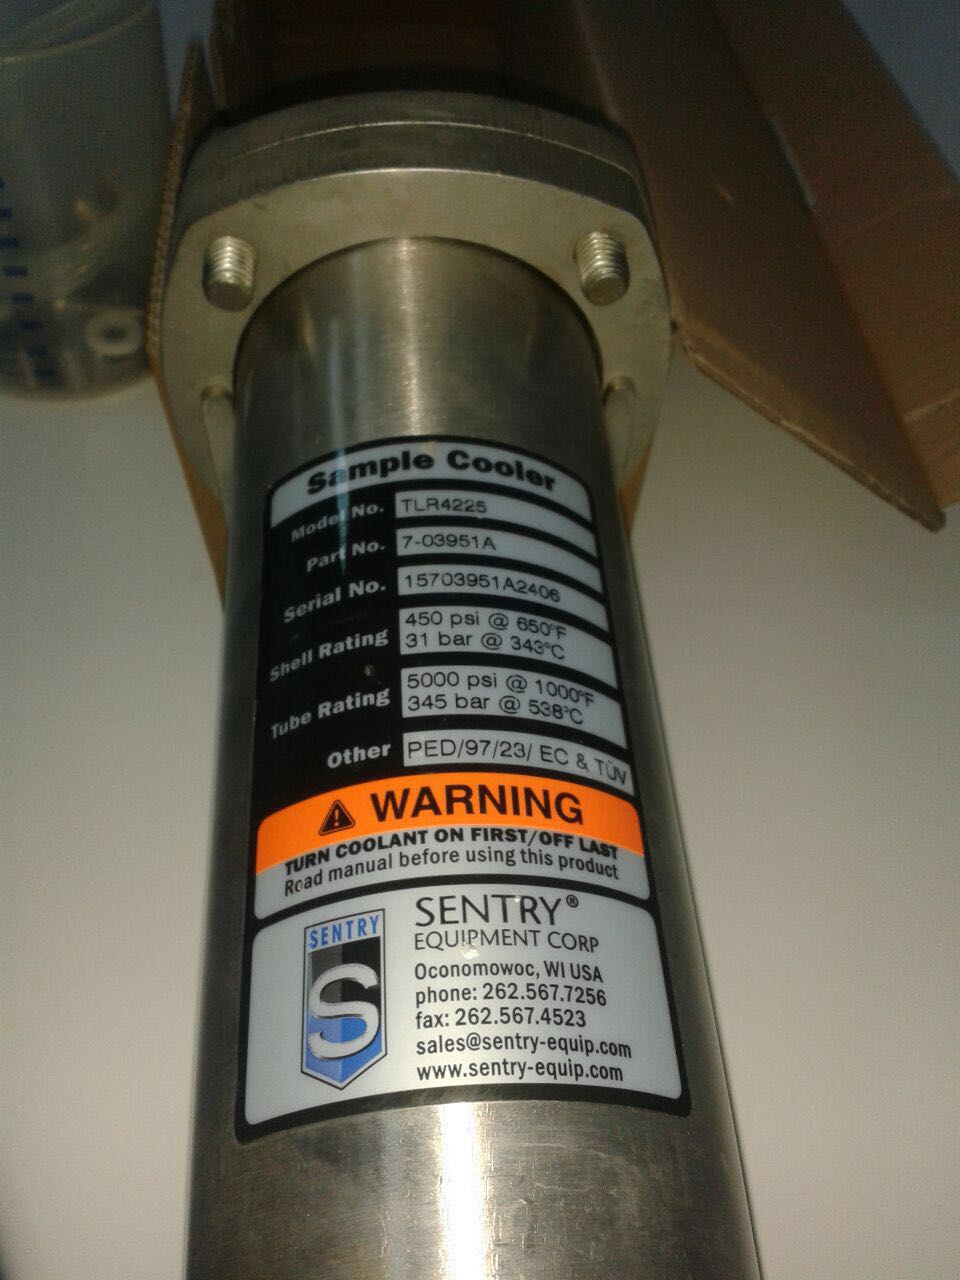 Sample Cooler
Model No. TLR4225
Part No. 7-03951A
Serial No. 15703951A2406
Shell Rating 450 psi @ 650°F
31 bar @ 343°C
Tube Rating 5000 psi @ 1000°F
345 bar @ 538°C
Other PED/97/23/ EC & TÜV
WARNING
TURN COOLANT ON FIRST/OFF LAST
Read manual before using this product
SENTRY
S
SENTRY®
EQUIPMENT CORP
Oconomowoc, WI USA
phone: 262.567.7256
fax: 262.567.4523
sales@sentry-equip.com
www.sentry-equip.com